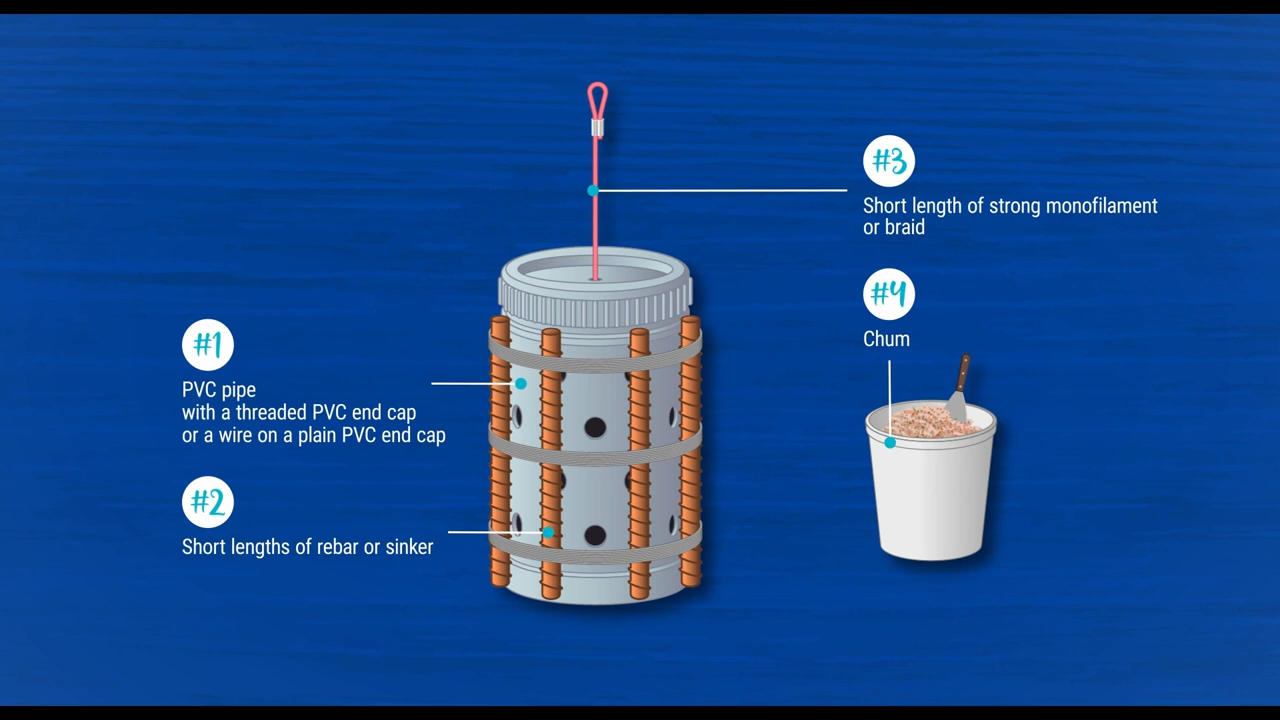 #1
PVC pipe
with a threaded PVC end cap
or a wire on a plain PVC end cap
#2
Short lengths of rebar or sinker
#3
Short length of strong monofilament
or braid
#4
Chum